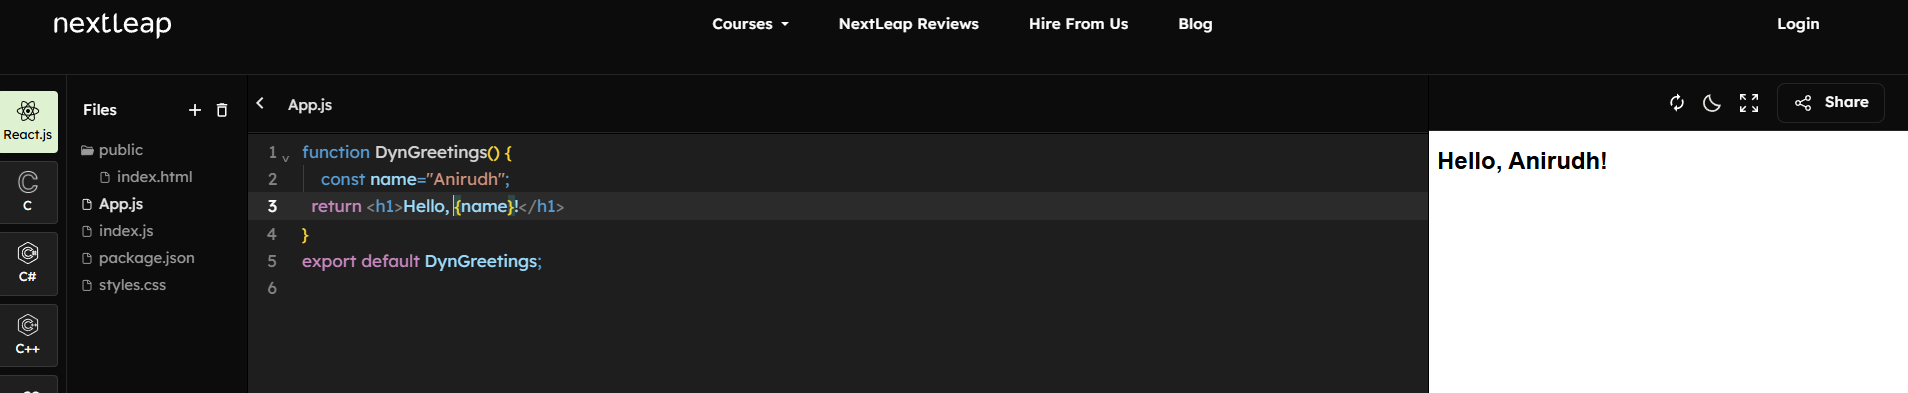 nextleap
Courses
NextLeap Reviews
Hire From Us
Blog
Login
React.js
C
C#
C++
Files
public
index.html
App.js
index.js
package.json
styles.css
App.js
1 function DynGreetings() {
2 const name="Anirudh";
3 return <h1>Hello, {name}!</h1>
4 }
5 export default DynGreetings;
6
Share
Hello, Anirudh!